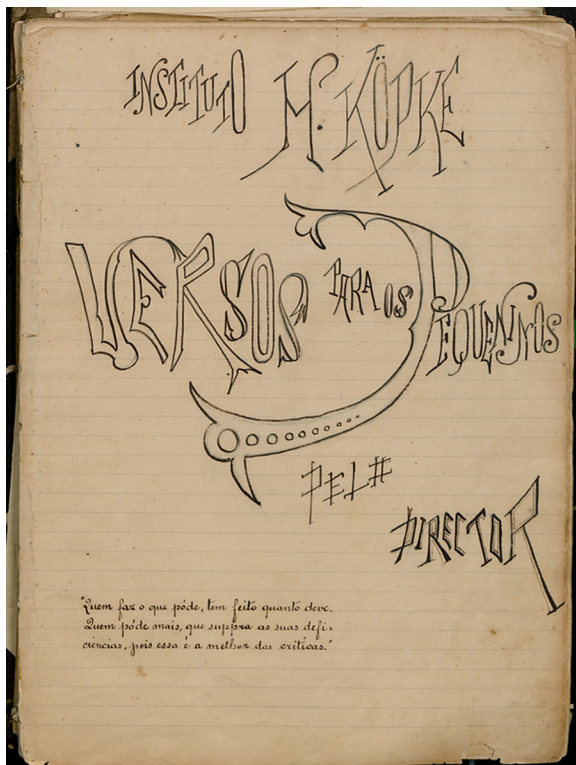 INSTITUTO H. KÖPKE
VERSOS PARA OS PEQUENINOS
PELO
DIRECTOR
"Quem faz o que póde, tem feito quanto deve.
Quem póde mais, que suppra as suas defi-
ciencias, pois essa é a melhor das criticas."